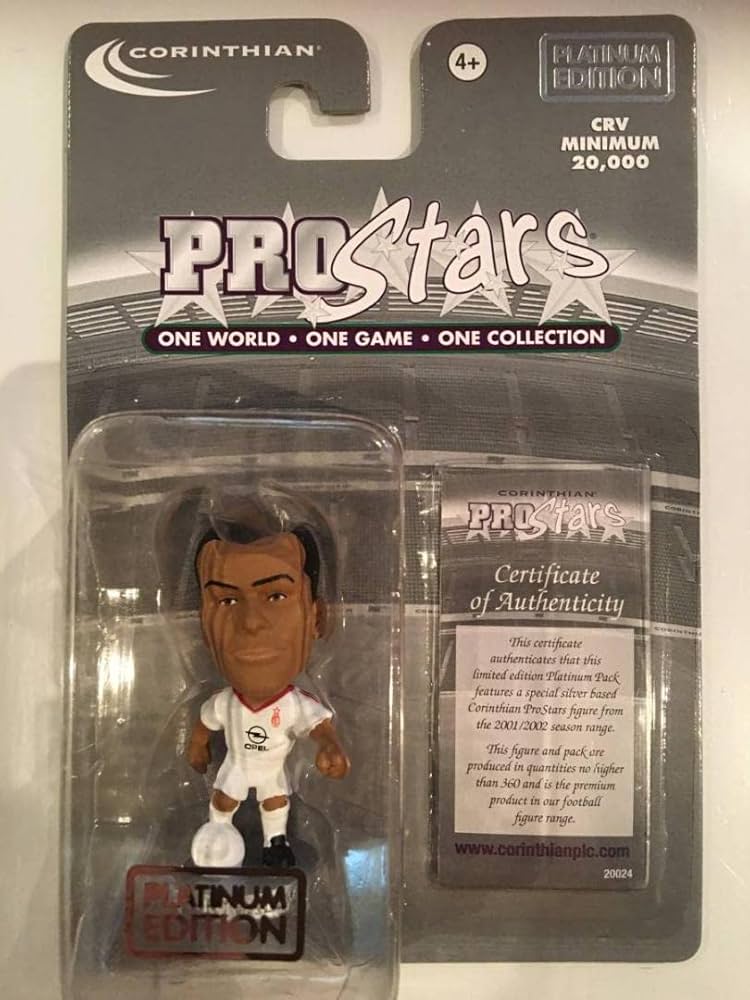 CORINTHIAN
4+
PLATINUM
EDITION
CRV
MINIMUM
20,000
PROStars
ONE WORLD • ONE GAME • ONE COLLECTION
CORINTHIAN
PROStars
Certificate
of Authenticity
This certificate
authenticates that this
limited edition Platinum Pack
features a special silver based
Corinthian ProStars figure from
the 2001/2002 season range.
This figure and pack are
produced in quantities no higher
than 360 and is the premium
product in our football
figure range.
www.corinthianplc.com
20024
OPEL
PLATINUM
EDITION